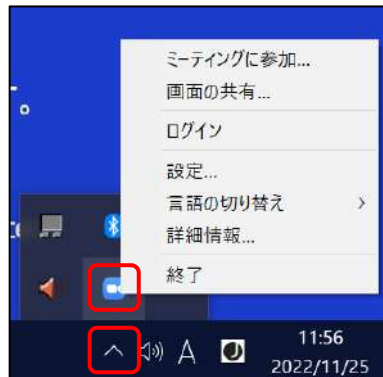 ミーティングに参加...
画面の共有...
ログイン
設定...
言語の切り替え
詳細情報...
終了
A
11:56
2022/11/25